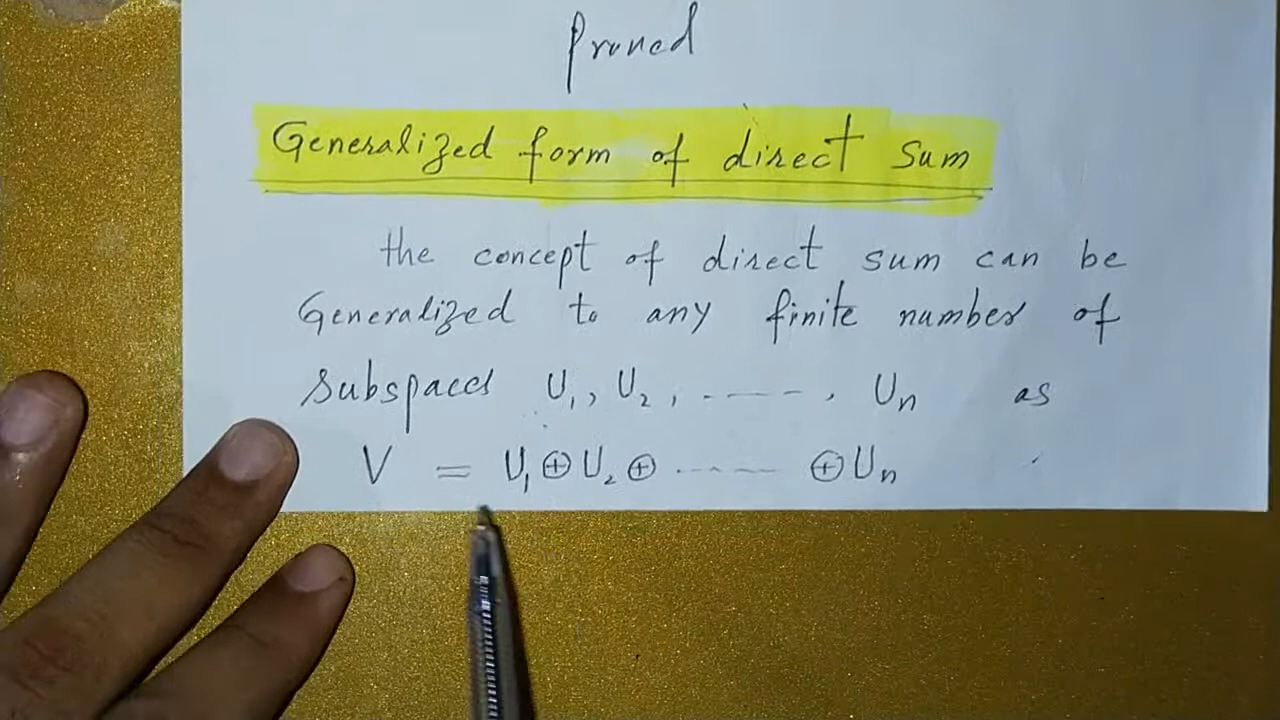 Proved
Generalized form of direct sum
the concept of direct sum can be
Generalized to any finite number of
subspaces U₁, U₂, ------, Uₙ as
V = U₁ ⊕ U₂ ⊕ ------ ⊕ Uₙ